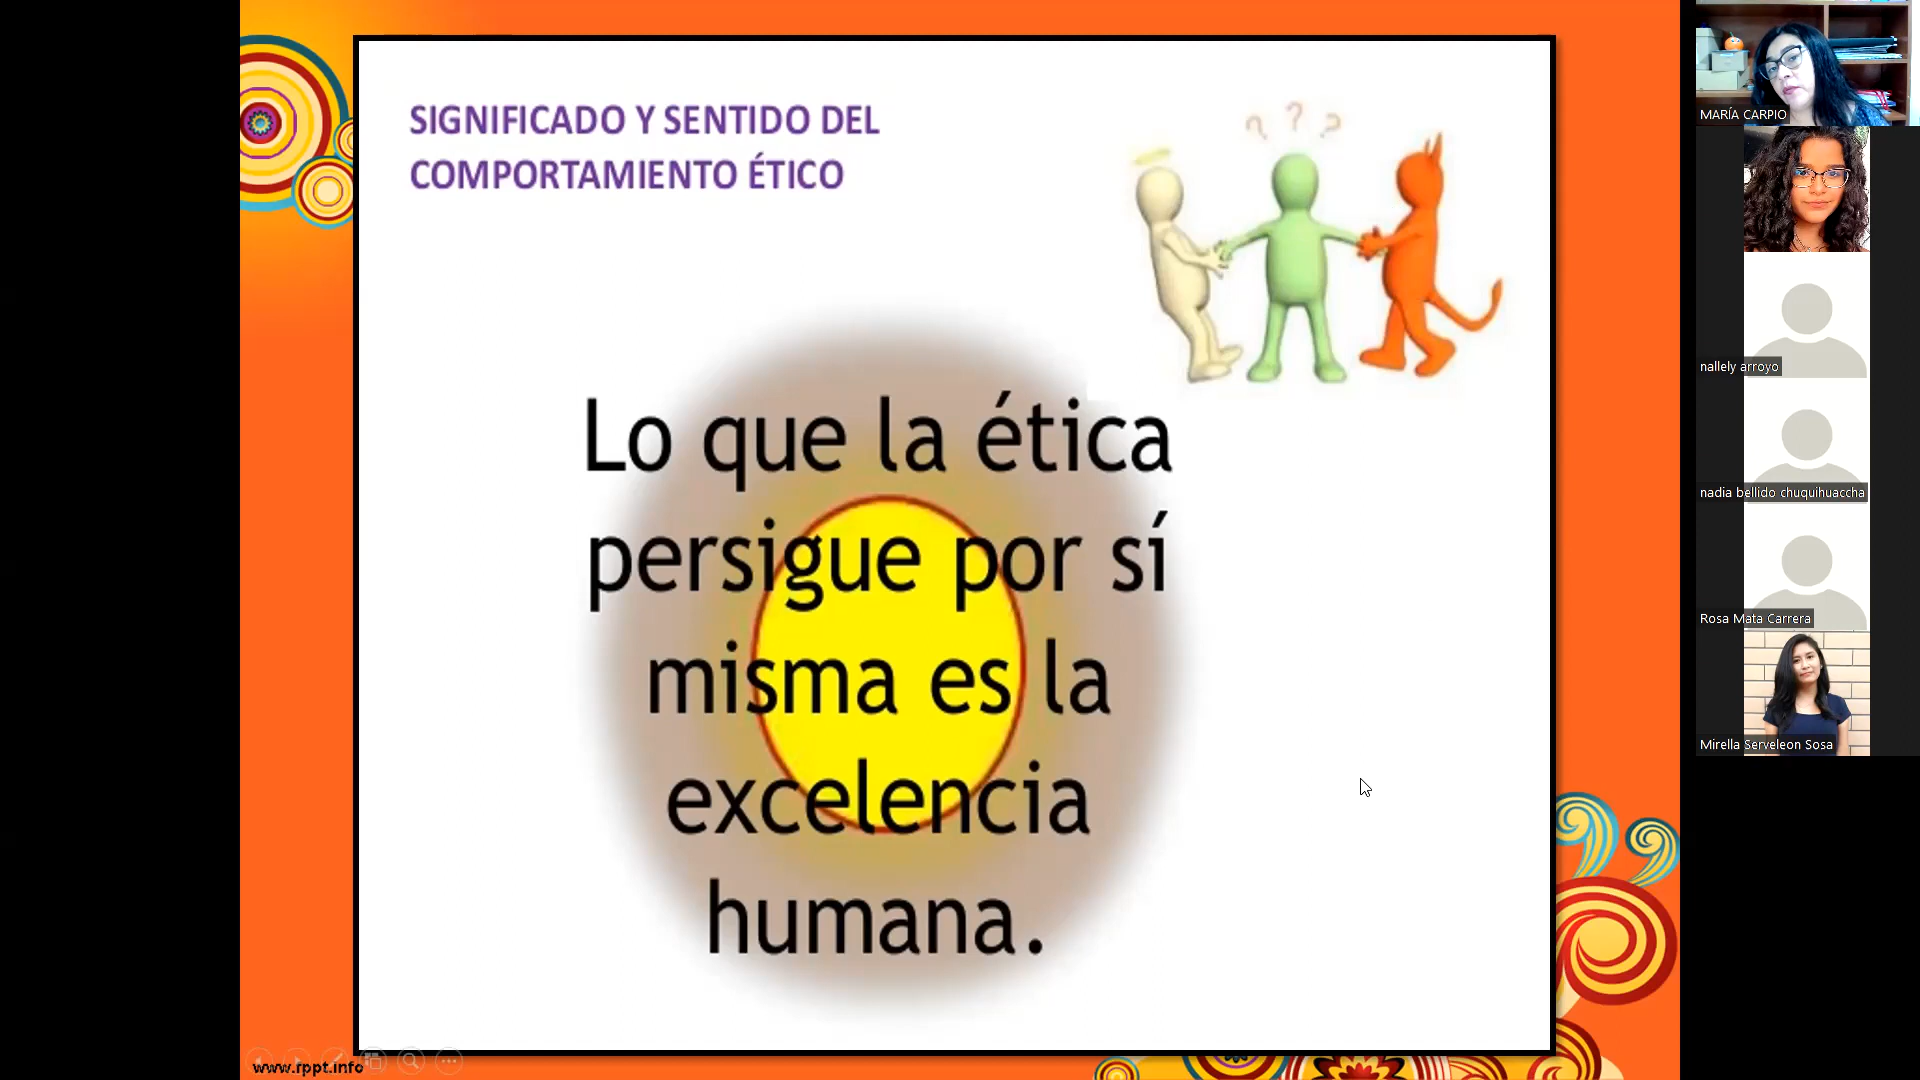 SIGNIFICADO Y SENTIDO DEL
COMPORTAMIENTO ÉTICO
? ? ?
Lo que la ética
persigue por sí
misma es la
excelencia
humana.
www.rppt.info
MARÍA CARPIO
nallely arroyo
nadia bellido chuquihuaccha
Rosa Mata Carrera
Mirella Serveleon Sosa